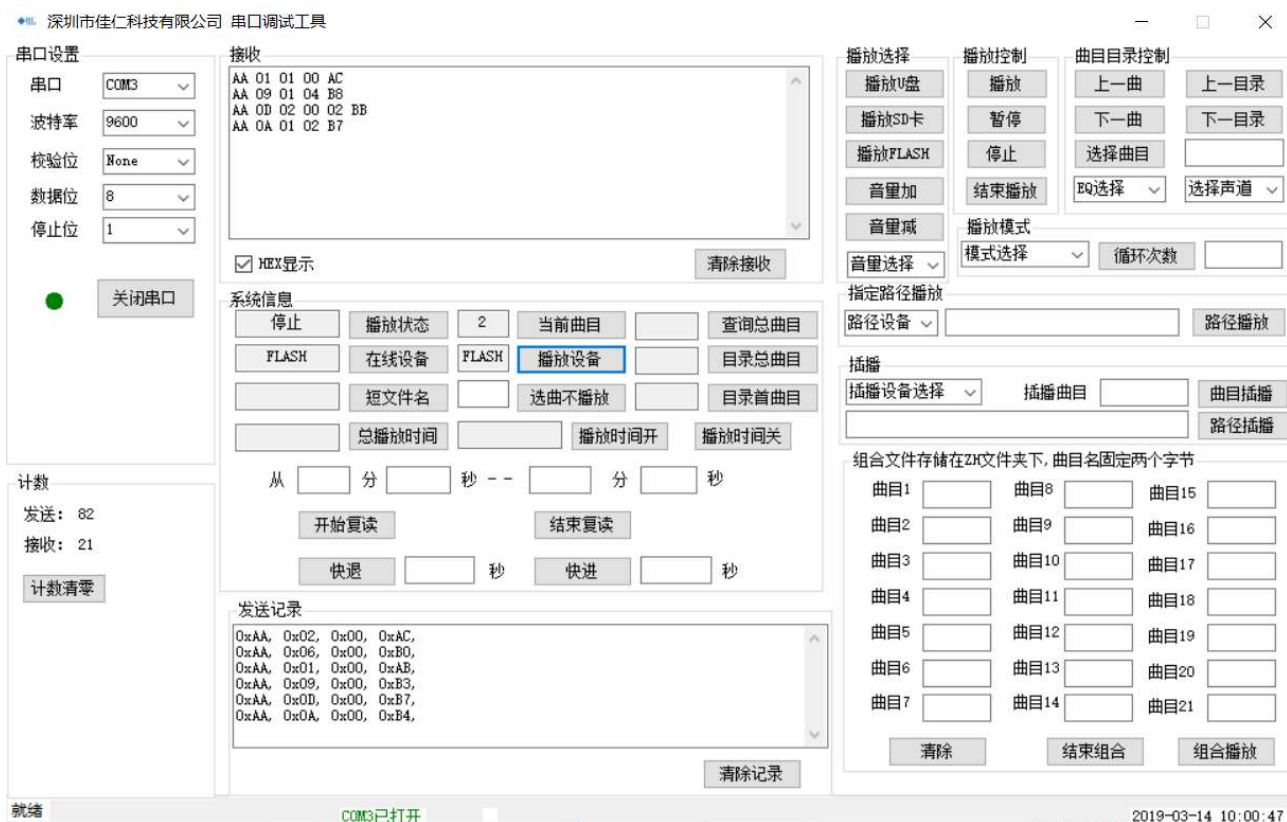 深圳市佳仁科技有限公司 串口调试工具
串口设置
串口 COM3
波特率 9600
校验位 None
数据位 8
停止位 1
关闭串口
计数
发送： 82
接收： 21
计数清零
接收
AA 01 01 00 AC
AA 09 01 04 B8
AA 0D 02 00 02 BB
AA 0A 01 02 B7
HEX显示 清除接收
系统信息
停止 播放状态 2 当前曲目 查询总曲目
FLASH 在线设备 FLASH 播放设备 目录总曲目
短文件名 选曲不播放 目录首曲目
总播放时间 播放时间开 播放时间关
从 分 秒 -- 分 秒
开始复读 结束复读
快退 秒 快进 秒
发送记录
0xAA, 0x02, 0x00, 0xAC,
0xAA, 0x06, 0x00, 0xB0,
0xAA, 0x01, 0x00, 0xAB,
0xAA, 0x09, 0x00, 0xB3,
0xAA, 0x0D, 0x00, 0xB7,
0xAA, 0x0A, 0x00, 0xB4,
清除记录
播放选择
播放U盘
播放SD卡
播放FLASH
音量加
音量减
音量选择
播放控制
播放
暂停
停止
结束播放
曲目目录控制
上一曲 上一目录
下一曲 下一目录
选择曲目
EQ选择 选择声道
播放模式
模式选择 循环次数
指定路径播放
路径设备 路径播放
插播
插播设备选择 插播曲目 曲目插播
路径插播
组合文件存储在ZH文件夹下,曲目名固定两个字节
曲目1 曲目8 曲目15
曲目2 曲目9 曲目16
曲目3 曲目10 曲目17
曲目4 曲目11 曲目18
曲目5 曲目12 曲目19
曲目6 曲目13 曲目20
曲目7 曲目14 曲目21
清除 结束组合 组合播放
就绪 COM3已打开 2019-03-14 10:00:47